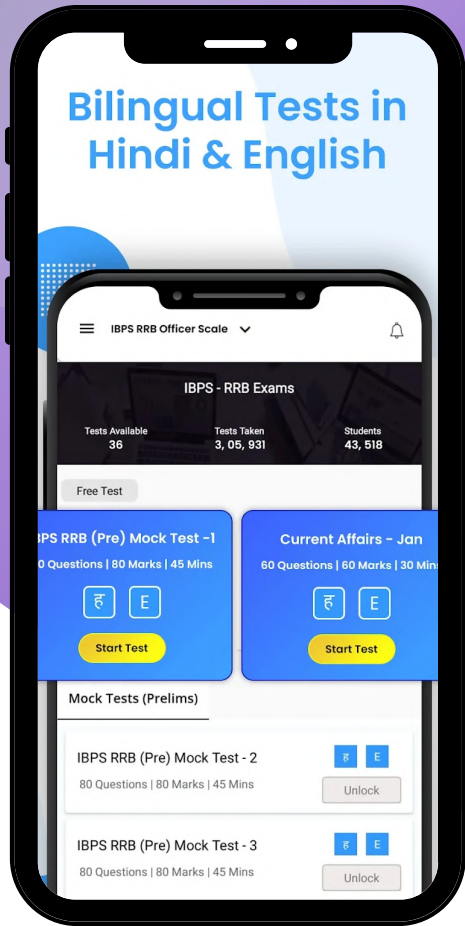 Bilingual Tests in
Hindi & English
IBPS RRB Officer Scale
IBPS - RRB Exams
Tests Available
36
Tests Taken
3, 05, 931
Students
43, 518
Free Test
RRB (Pre) Mock Test -1
Questions | 80 Marks | 45 Mins
ह E
Start Test
Current Affairs - Jan
60 Questions | 60 Marks | 30 Mins
ह E
Start Test
Mock Tests (Prelims)
IBPS RRB (Pre) Mock Test - 2
ह E
80 Questions | 80 Marks | 45 Mins
Unlock
IBPS RRB (Pre) Mock Test - 3
ह E
80 Questions | 80 Marks | 45 Mins
Unlock